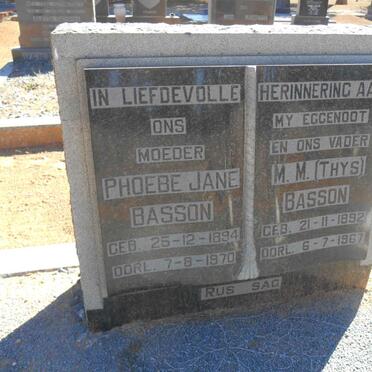 IN LIEFDEVOLLE
ONS
MOEDER
PHOEBE JANE
BASSON
GEB. 25-12-1894
OORL. 7-8-1970
HERINNERING AA
MY EGGENOOT
EN ONS VADER
M. M. (THYS)
BASSON
GEB. 21-11-1892
OORL. 6-7-1967
RUS SAG